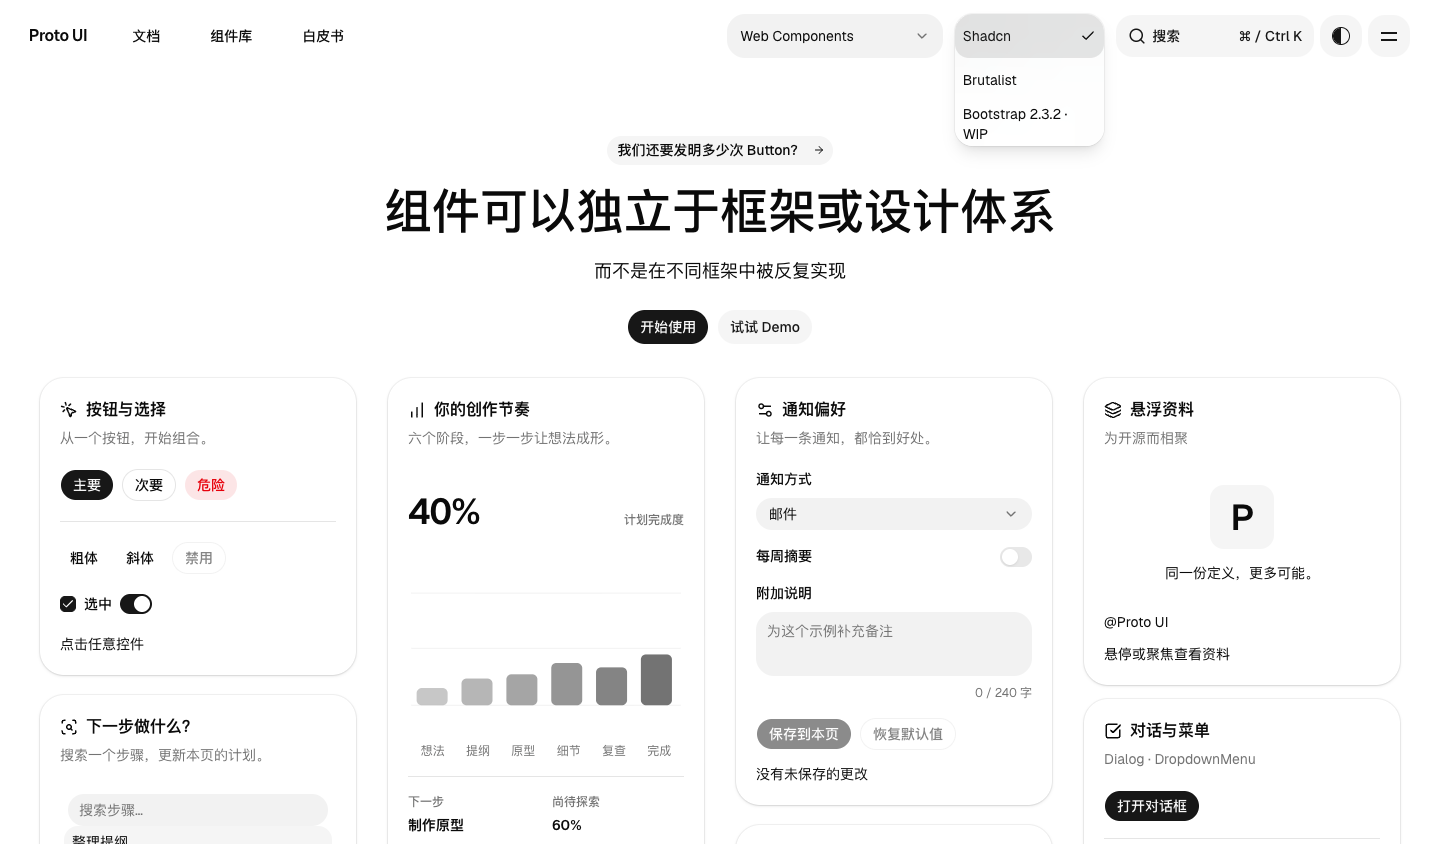 Proto UI
文档
组件库
白皮书
Web Components
Shadcn
Brutalist
Bootstrap 2.3.2 ·
WIP
搜索
⌘ / Ctrl K
我们还要发明多少次 Button?
组件可以独立于框架或设计体系
而不是在不同框架中被反复实现
开始使用
试试 Demo
按钮与选择
从一个按钮，开始组合。
主要
次要
危险
粗体
斜体
禁用
选中
点击任意控件
下一步做什么?
搜索一个步骤，更新本页的计划。
搜索步骤...
整理提纲
你的创作节奏
六个阶段，一步一步让想法成形。
40%
计划完成度
想法
提纲
原型
细节
复查
完成
下一步
尚待探索
制作原型
60%
通知偏好
让每一条通知，都恰到好处。
通知方式
邮件
每周摘要
附加说明
为这个示例补充备注
0 / 240 字
保存到本页
恢复默认值
没有未保存的更改
悬浮资料
为开源而相聚
P
同一份定义，更多可能。
@Proto UI
悬停或聚焦查看资料
对话与菜单
Dialog · DropdownMenu
打开对话框